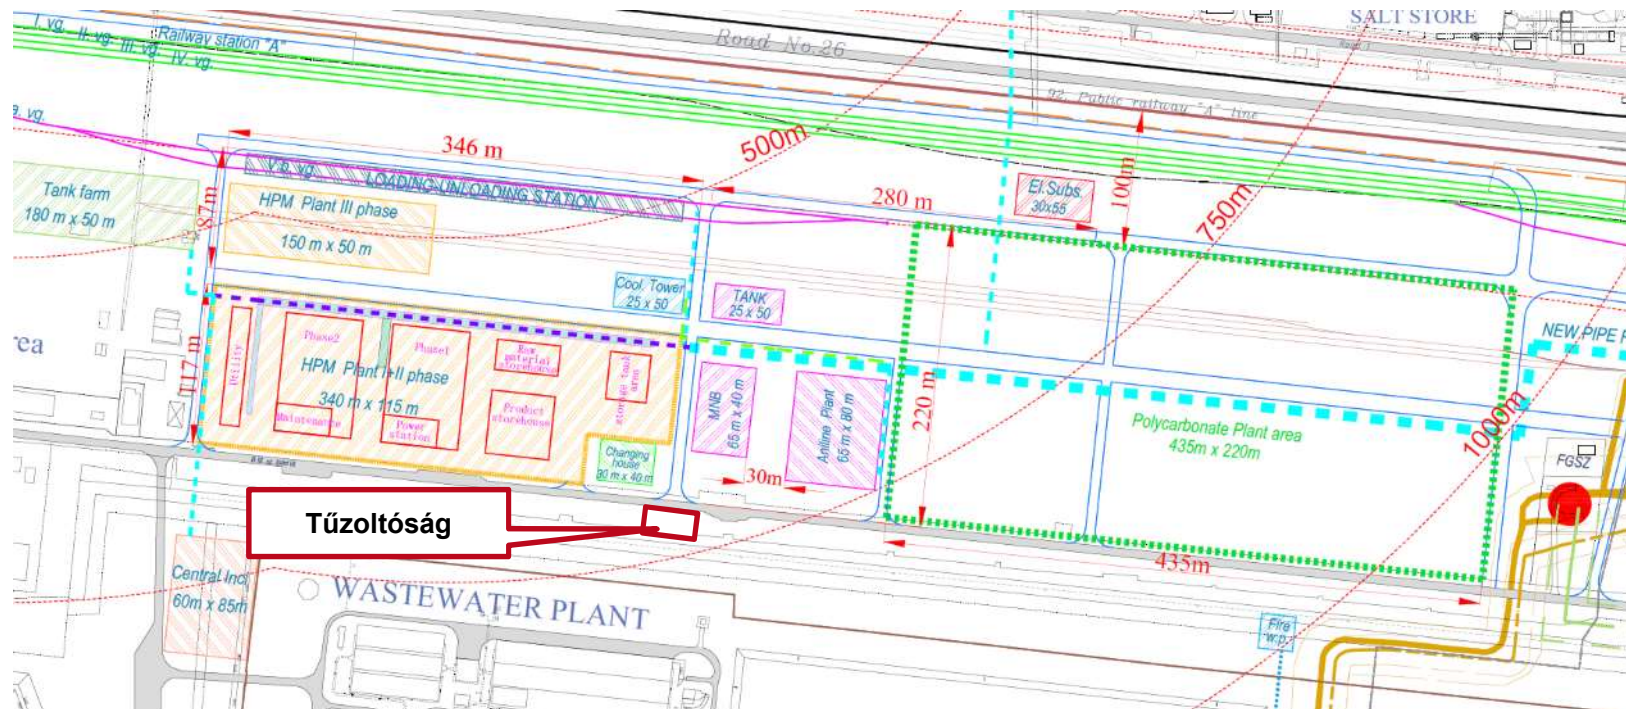 SALT STORE
I. vg. II. vg. III. vg.
IV. vg.
Railway station "A"
Road No.26
92. Public railway "A" line
a. vg.
346 m
500m
280 m
El.Subs
30x55
100m
750m
1000m
Tank farm
180 m x 50 m
87m
V.b. vg.
LOADING-UNLOADING STATION
HPM Plant III phase
150 m x 50 m
Cool. Tower
25 x 50
TANK
25 x 50
NEW PIPE
rea
117 m
Utility
Phase2
Phase1
HPM Plant I+II phase
340 m x 115 m
Maintenance
Power
station
Raw
material
storehouse
Product
storehouse
storage tank
area
Changing
house
30 m x 40 m
MNB
65 m x 40 m
30m
Aniline Plant
65 m x 80 m
220 m
Polycarbonate Plant area
435m x 220m
FGSZ
Tűzoltóság
435m
Central Inci
60m x 85m
WASTEWATER PLANT
Fire
w.p.